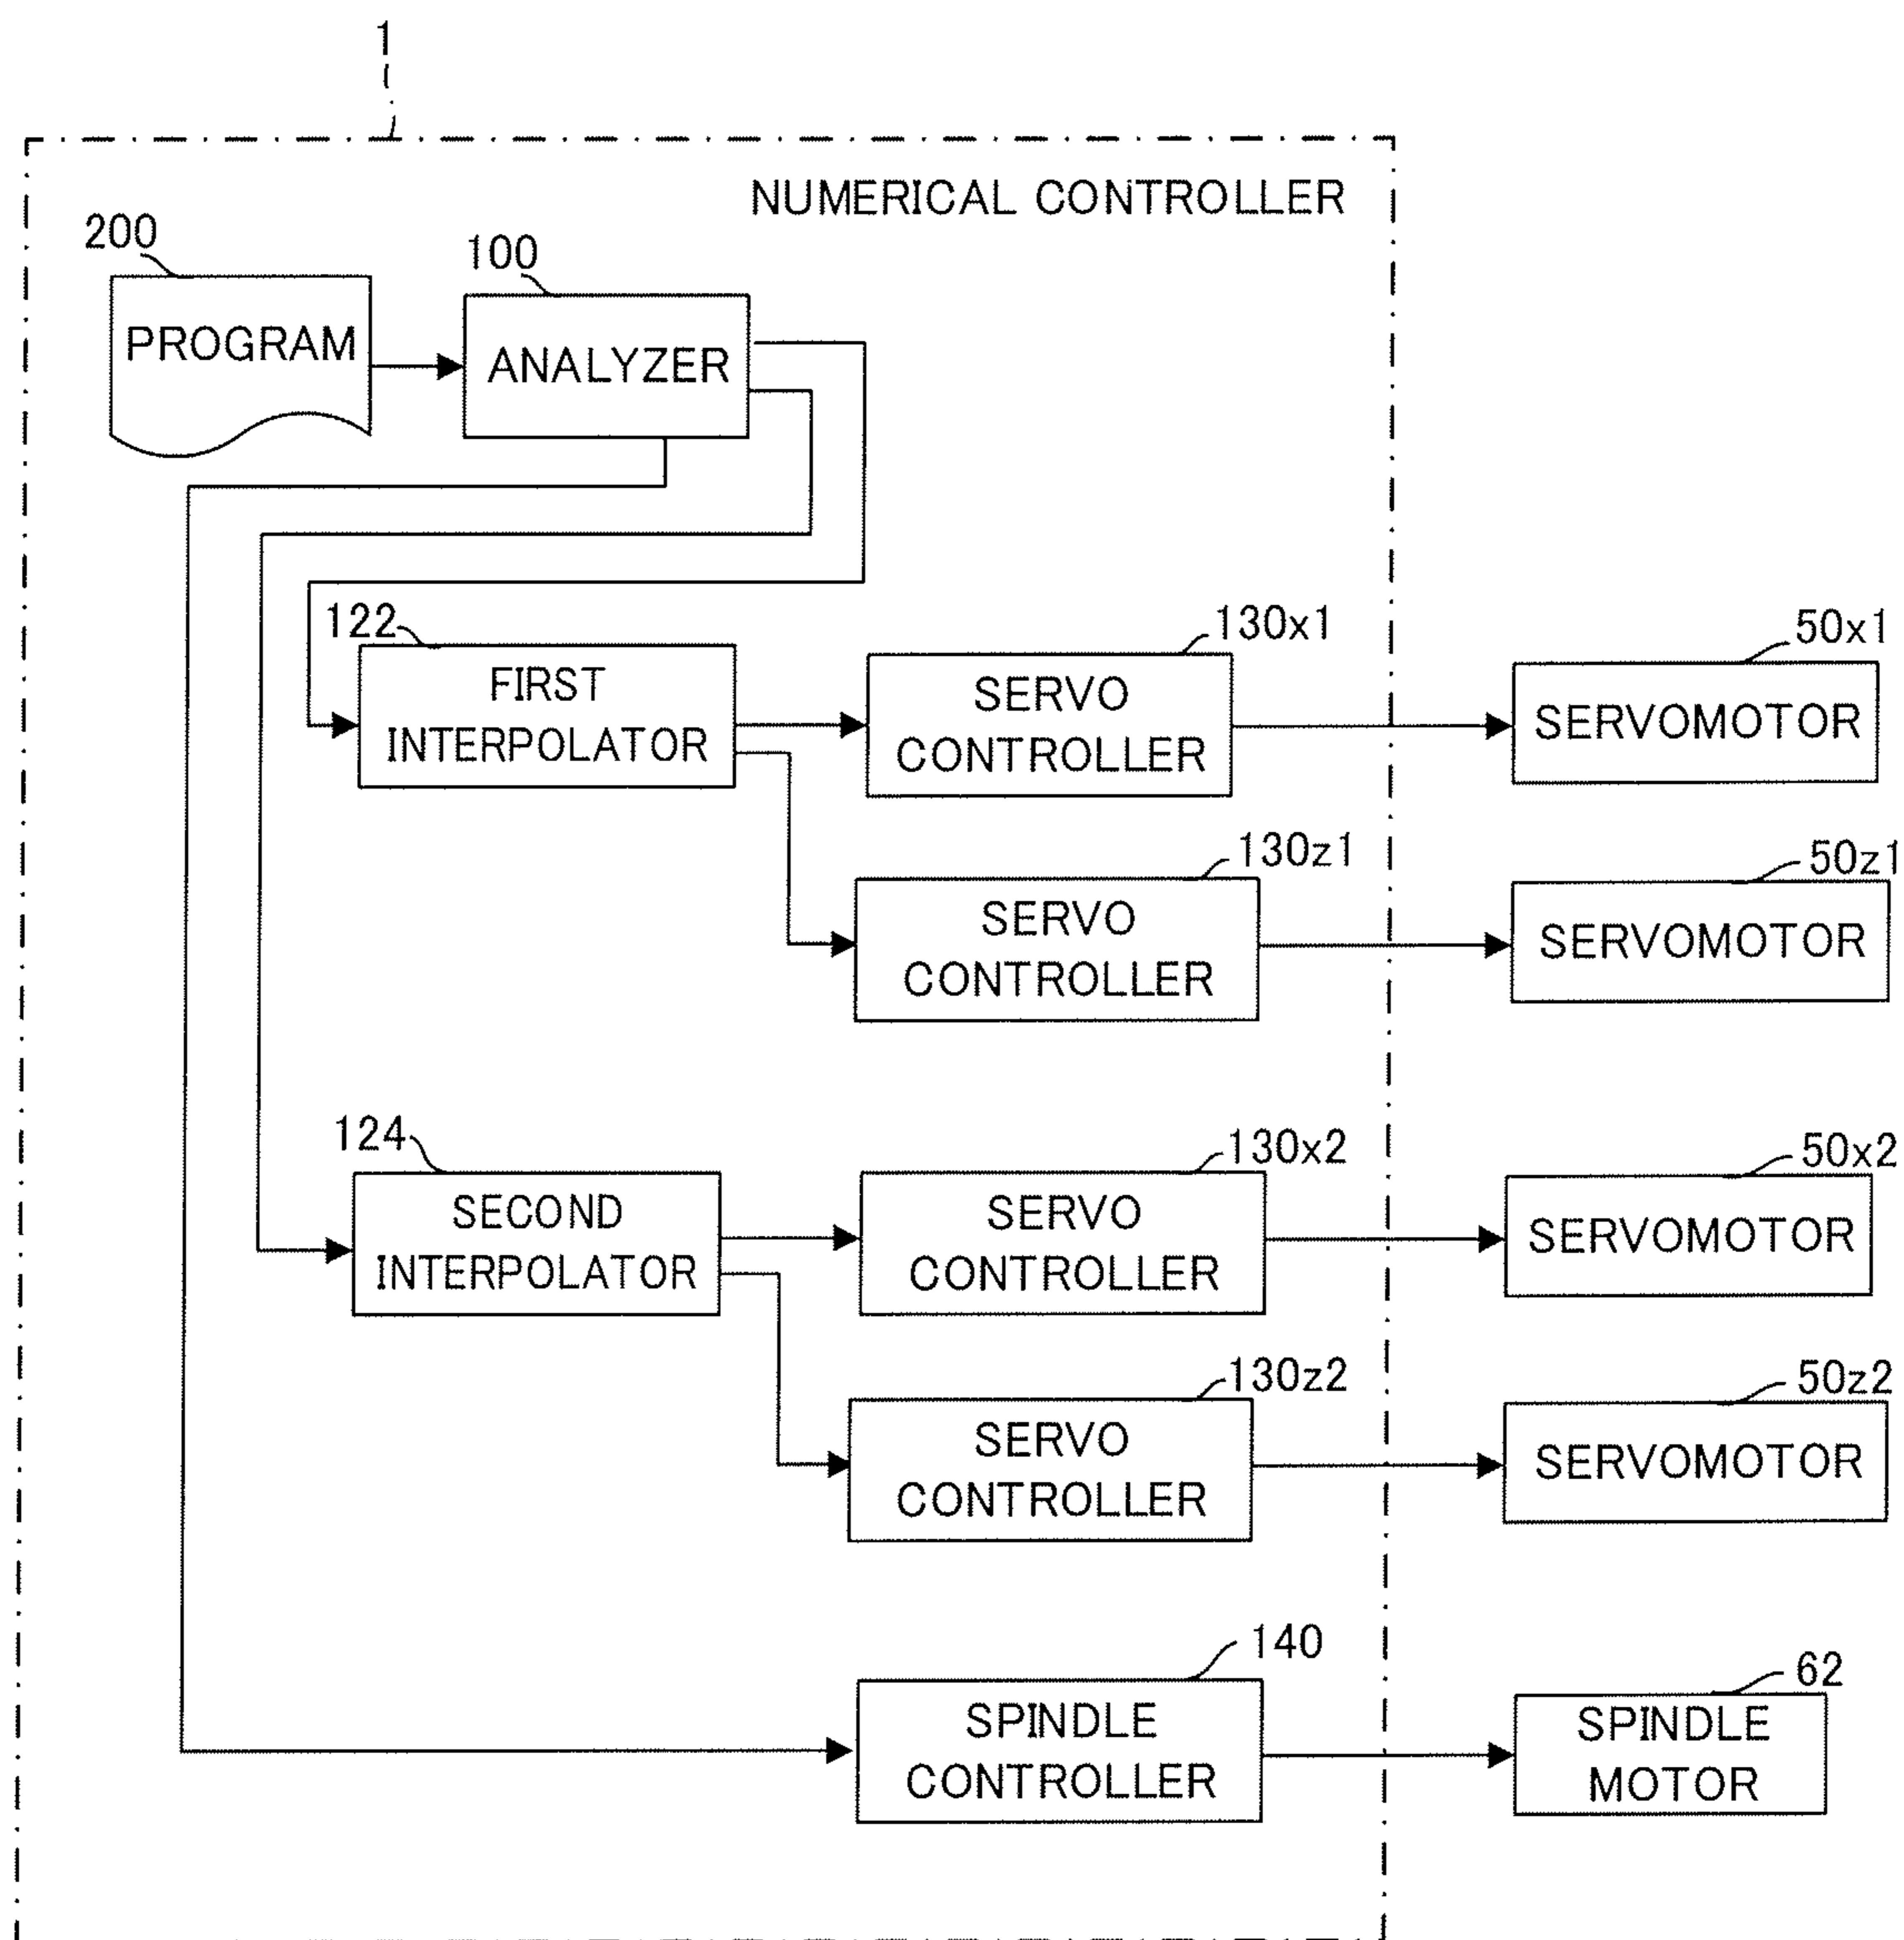 1
NUMERICAL CONTROLLER
200
100
PROGRAM
ANALYZER
122
130x1
50x1
FIRST
INTERPOLATOR
SERVO
CONTROLLER
SERVOMOTOR
130z1
50z1
SERVO
CONTROLLER
SERVOMOTOR
124
130x2
50x2
SECOND
INTERPOLATOR
SERVO
CONTROLLER
SERVOMOTOR
130z2
50z2
SERVO
CONTROLLER
SERVOMOTOR
140
62
SPINDLE
CONTROLLER
SPINDLE
MOTOR